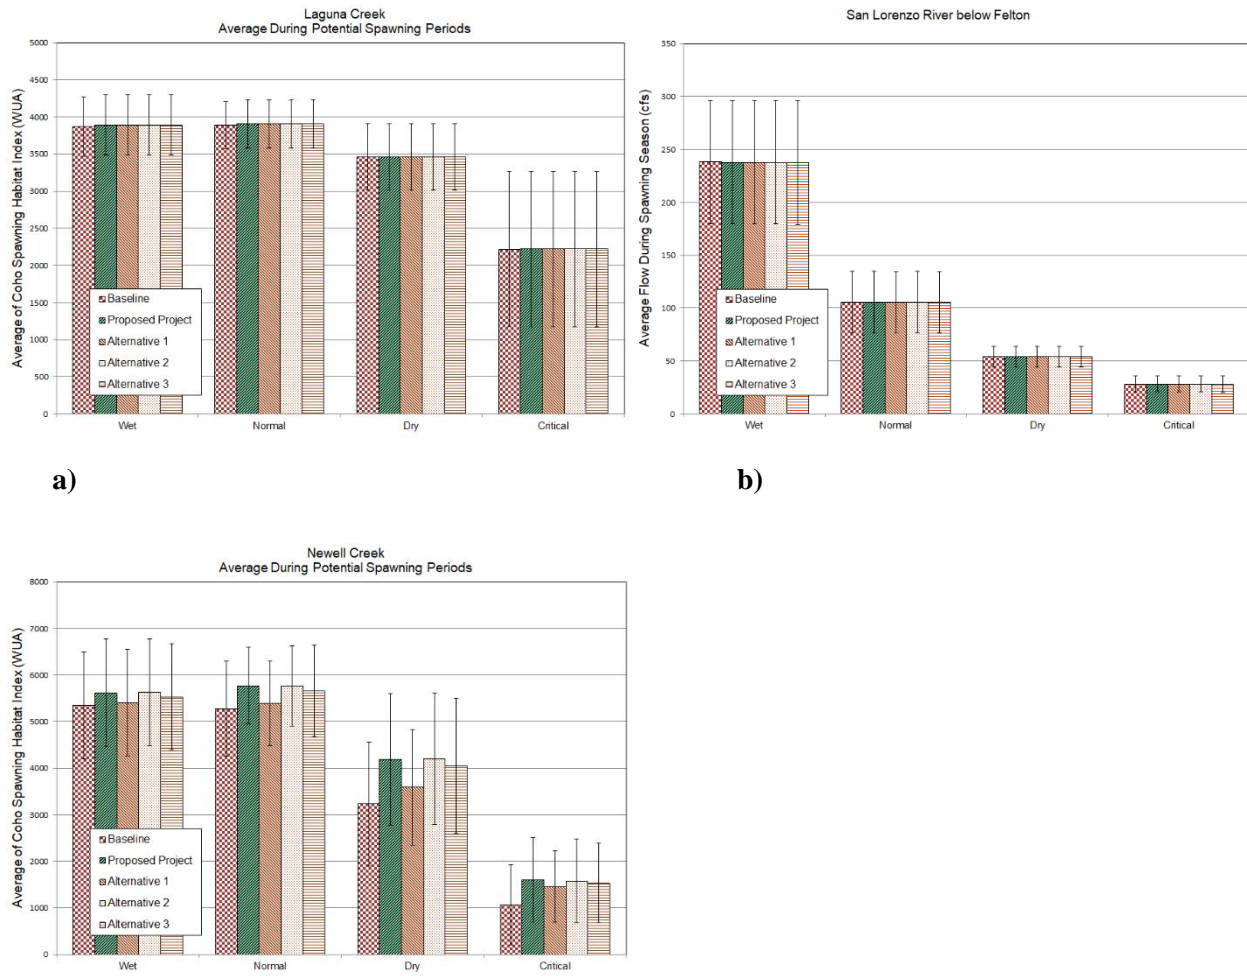 Laguna Creek
Average During Potential Spawning Periods
Average of Coho Spawning Habitat Index (WUA)
5000
4500
4000
3500
3000
2500
2000
1500
1000
500
0
Baseline
Proposed Project
Alternative 1
Alternative 2
Alternative 3
Wet
Normal
Dry
Critical
a)
San Lorenzo River below Felton
Average Flow During Spawning Season (cfs)
350
300
250
200
150
100
50
0
Baseline
Proposed Project
Alternative 1
Alternative 2
Alternative 3
Wet
Normal
Dry
Critical
b)
Newell Creek
Average During Potential Spawning Periods
Average of Coho Spawning Habitat Index (WUA)
8000
7000
6000
5000
4000
3000
2000
1000
0
Baseline
Proposed Project
Alternative 1
Alternative 2
Alternative 3
Wet
Normal
Dry
Critical